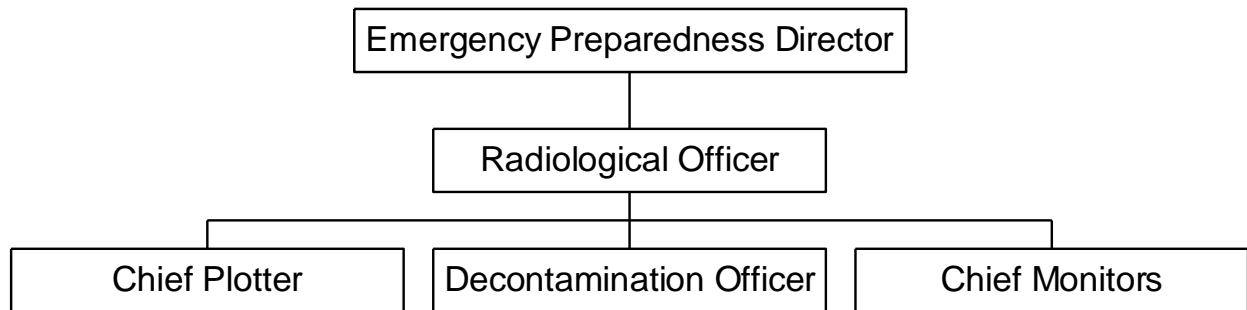 Emergency Preparedness Director
Radiological Officer
Chief Plotter
Decontamination Officer
Chief Monitors